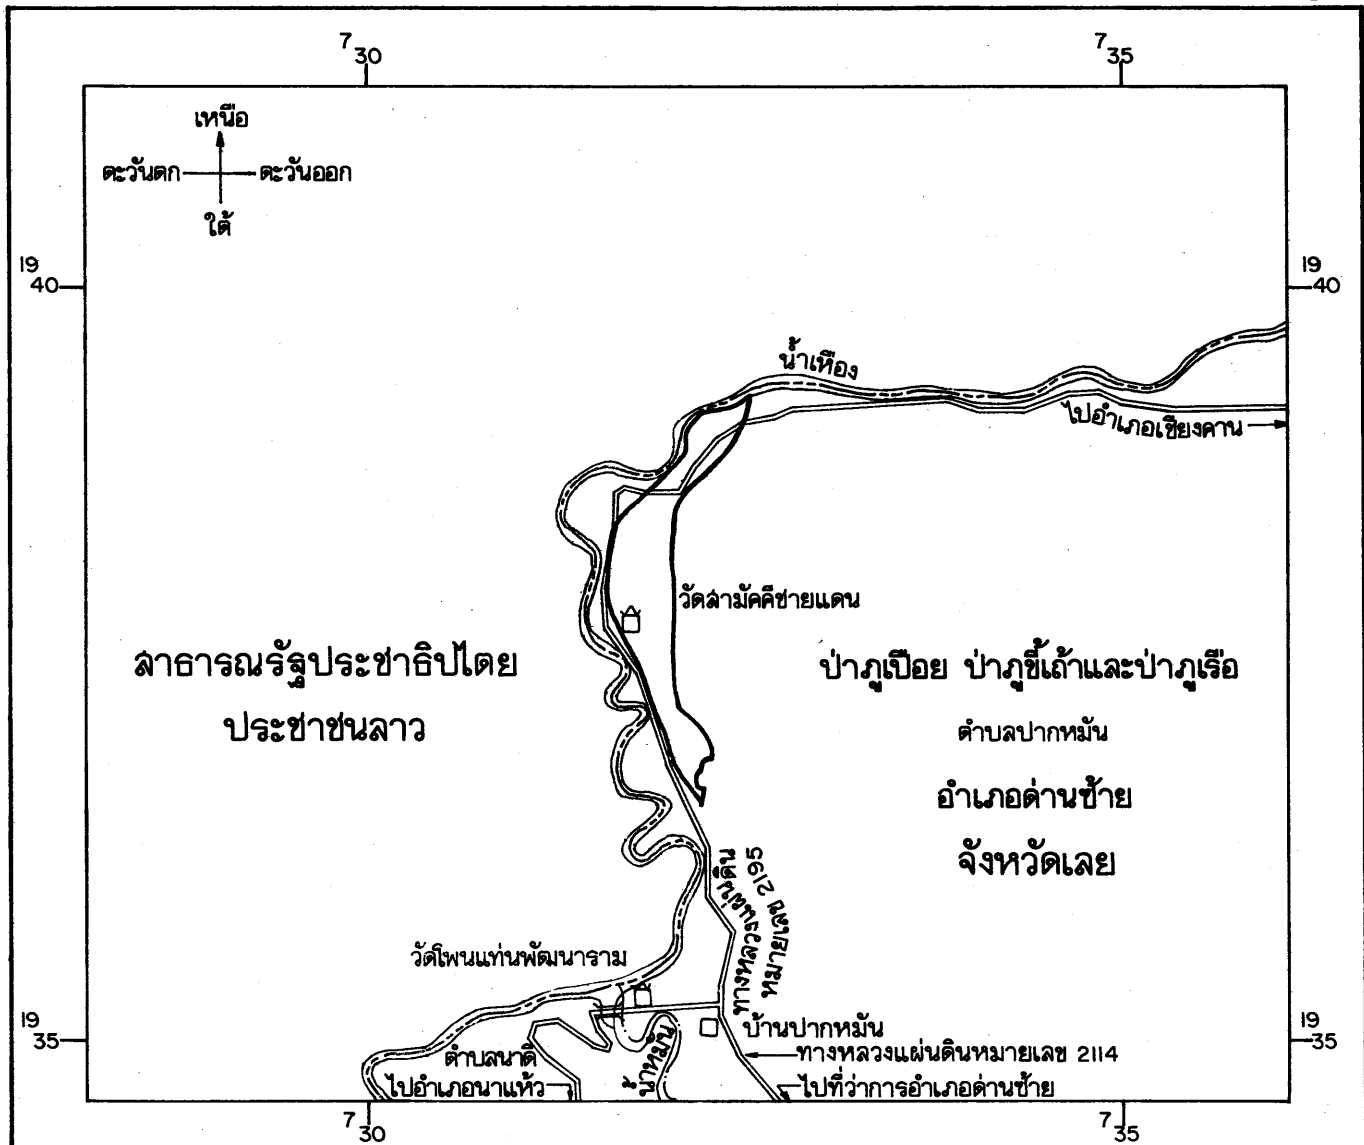 7 30
7 35
เหนือ
ตะวันตก
ตะวันออก
ใต้
19 40
19 40
น้ำเหือง
ไปอำเภอเชียงคาน
วัดสามัคคีชายแดน
สาธารณรัฐประชาธิปไตย
ประชาชนลาว
ป่าภูเปือย ป่าภูขี้เถ้าและป่าภูเรือ
ตำบลปากหมัน
อำเภอด่านซ้าย
จังหวัดเลย
ทางหลวงแผ่นดิน
หมายเลข 2195
วัดโพนแท่นพัฒนาราม
19 35
19 35
บ้านปากหมัน
ทางหลวงแผ่นดินหมายเลข 2114
น้ำหมัน
ตำบลนาดี
ไปอำเภอนาแห้ว
ไปที่ว่าการอำเภอด่านซ้าย
7 30
7 35